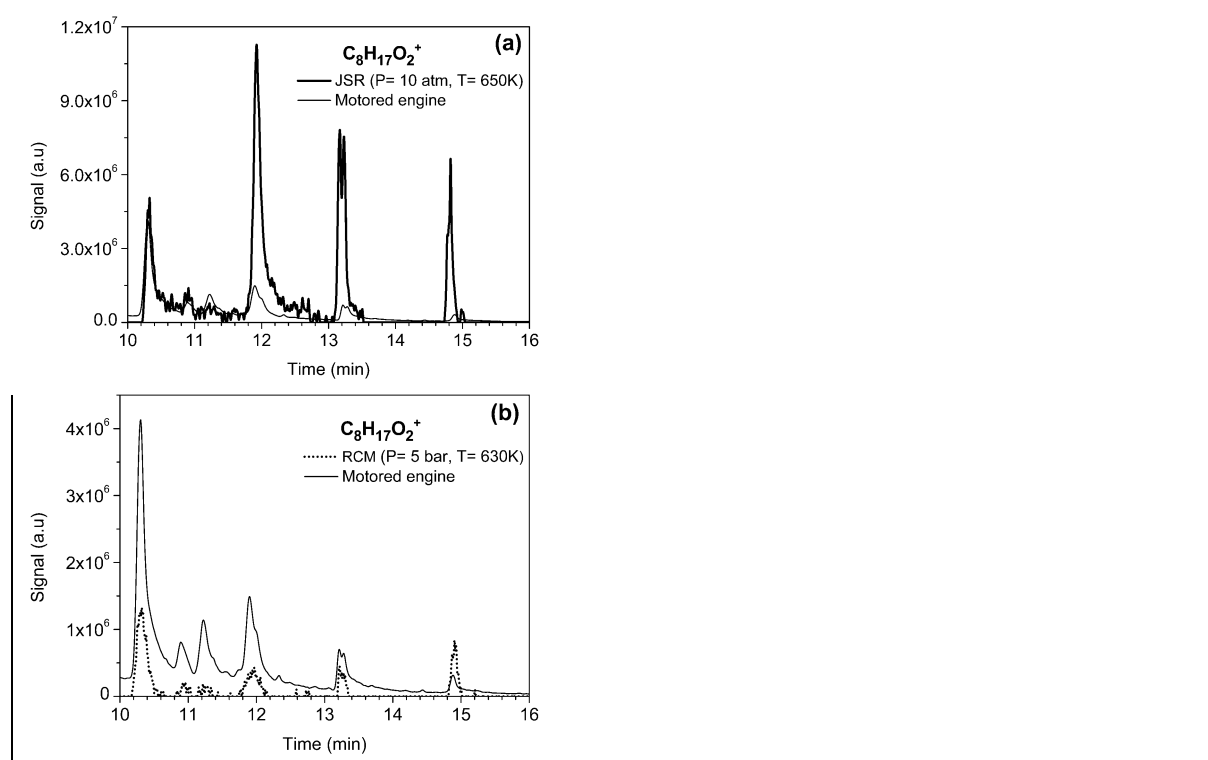 (a)
C₈H₁₇O₂⁺
JSR (P= 10 atm, T= 650K)
Motored engine
1.2x10⁷
9.0x10⁶
6.0x10⁶
3.0x10⁶
0.0
Signal (a.u)
10 11 12 13 14 15 16
Time (min)
(b)
C₈H₁₇O₂⁺
RCM (P= 5 bar, T= 630K)
Motored engine
4x10⁶
3x10⁶
2x10⁶
1x10⁶
0
Signal (a.u)
10 11 12 13 14 15 16
Time (min)